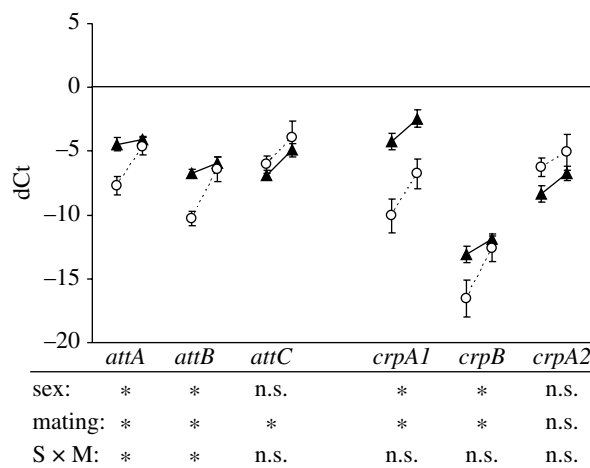 5
0
−5
−10
−15
−20
dCt
attA attB attC crpA1 crpB crpA2
sex: * * n.s. * * n.s.
mating: * * * * * n.s.
S × M: * * n.s. n.s. n.s. n.s.